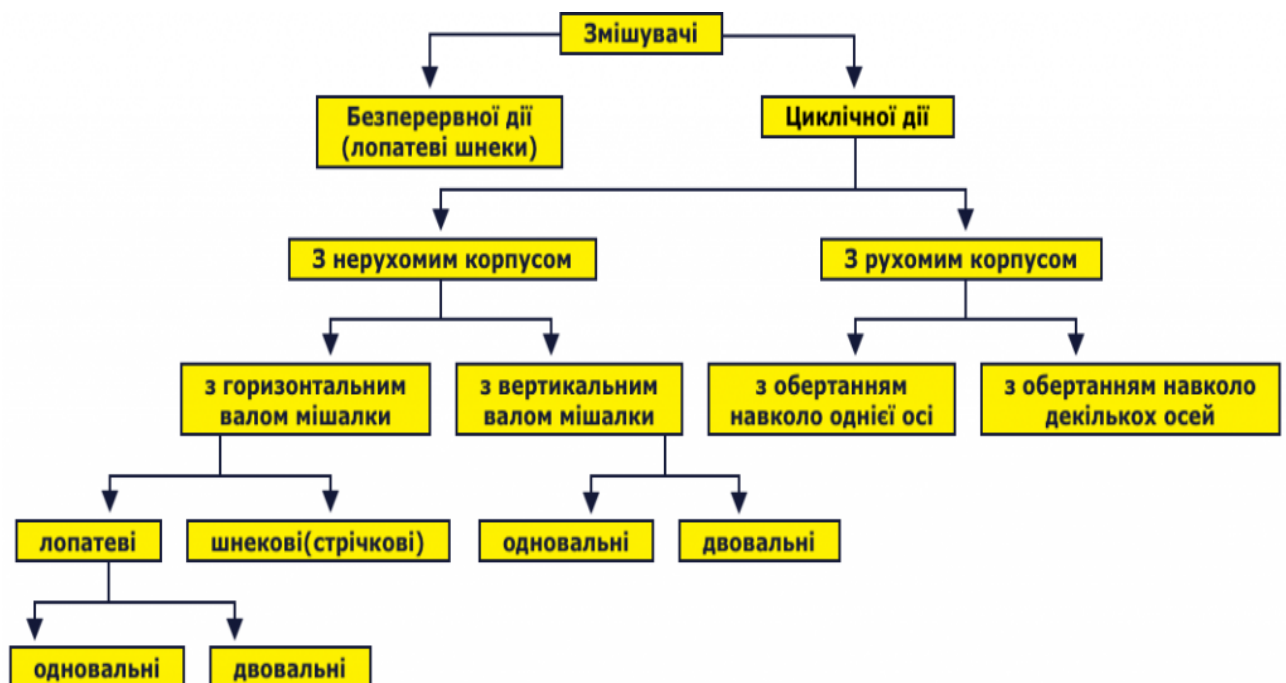 Змішувачі
Безперервної дії
(лопатеві шнеки)
Циклічної дії
З нерухомим корпусом
З рухомим корпусом
з горизонтальним
валом мішалки
з вертикальним
валом мішалки
з обертанням
навколо однієї осі
з обертанням навколо
декількох осей
лопатеві
шнекові(стрічкові)
одновальні
двовальні
одновальні
двовальні